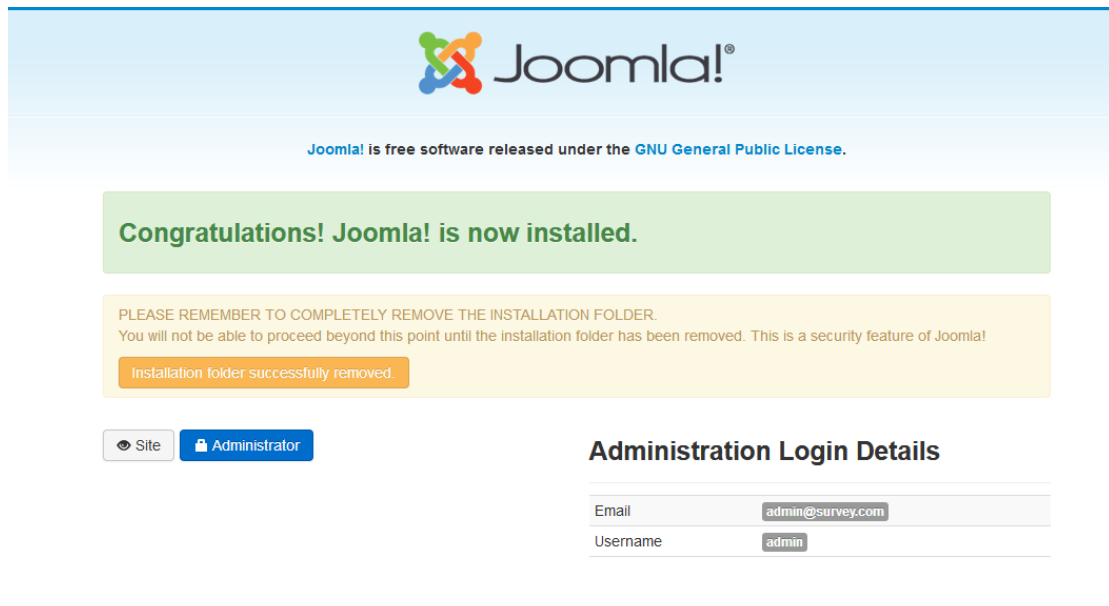 Joomla!®
Joomla! is free software released under the GNU General Public License.
Congratulations! Joomla! is now installed.
PLEASE REMEMBER TO COMPLETELY REMOVE THE INSTALLATION FOLDER.
You will not be able to proceed beyond this point until the installation folder has been removed. This is a security feature of Joomla!
Installation folder successfully removed.
Site Administrator
Administration Login Details
Email admin@survey.com
Username admin